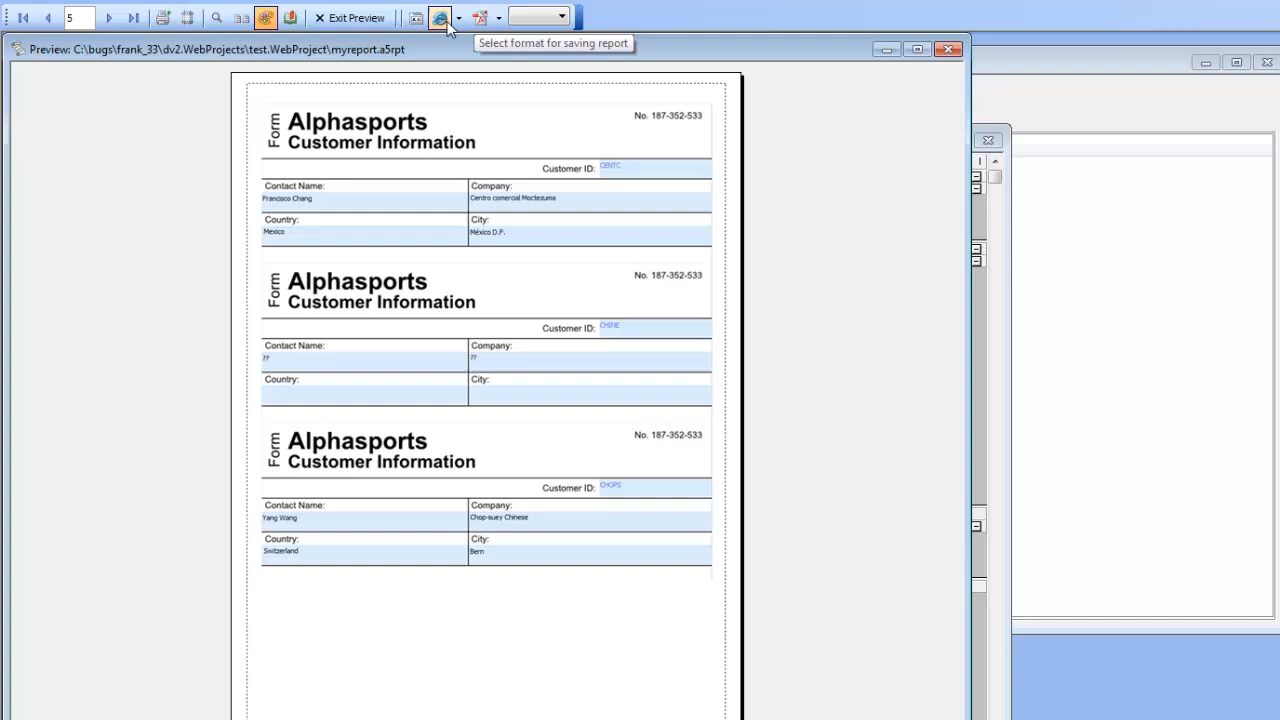 5
Exit Preview
Select format for saving report
Preview: C:\bugs\frank_33\dv2.WebProjects\test.WebProject\myreport.a5rpt
Form
Alphasports
Customer Information
No. 187-352-533
Customer ID: CENTC
Contact Name: Company:
Francisco Chang Centro comercial Moctezuma
Country: City:
Mexico México D.F.
Form
Alphasports
Customer Information
No. 187-352-533
Customer ID: CHINE
Contact Name: Company:
?? ??
Country: City:
Form
Alphasports
Customer Information
No. 187-352-533
Customer ID: CHOPS
Contact Name: Company:
Yang Wang Chop-suey Chinese
Country: City:
Switzerland Bern